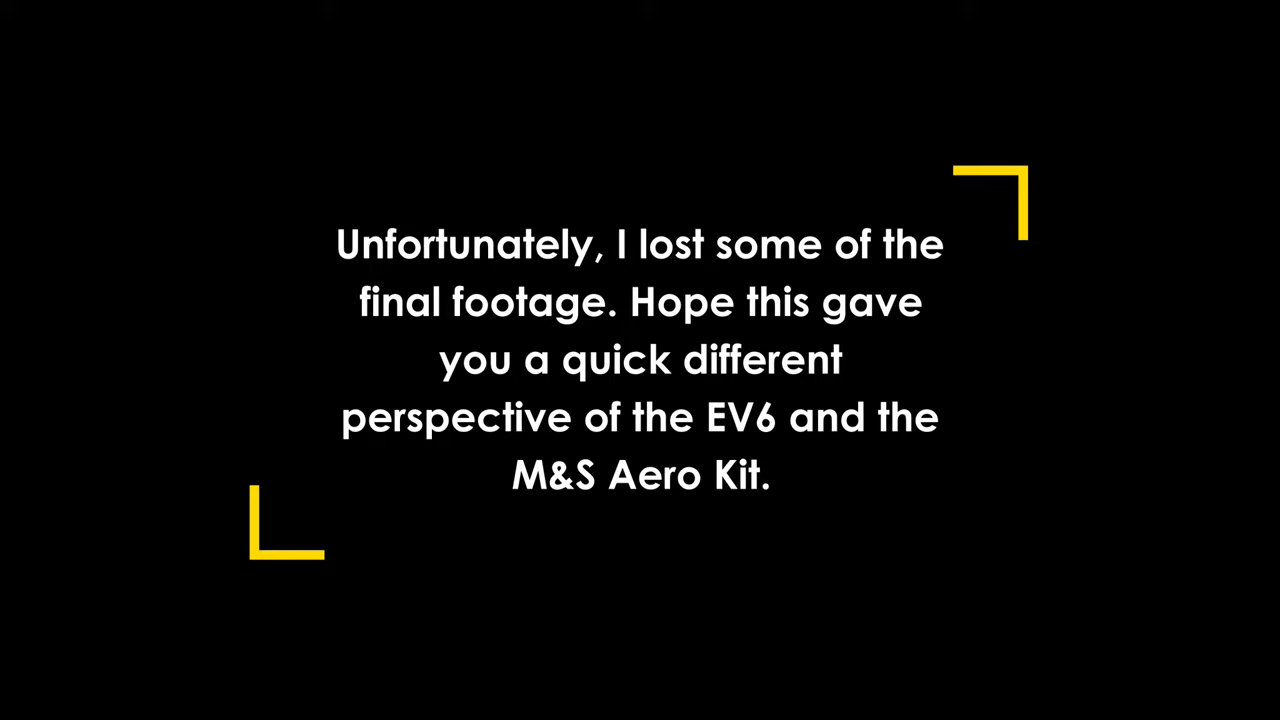 Unfortunately, I lost some of the
final footage. Hope this gave
you a quick different
perspective of the EV6 and the
M&S Aero Kit.